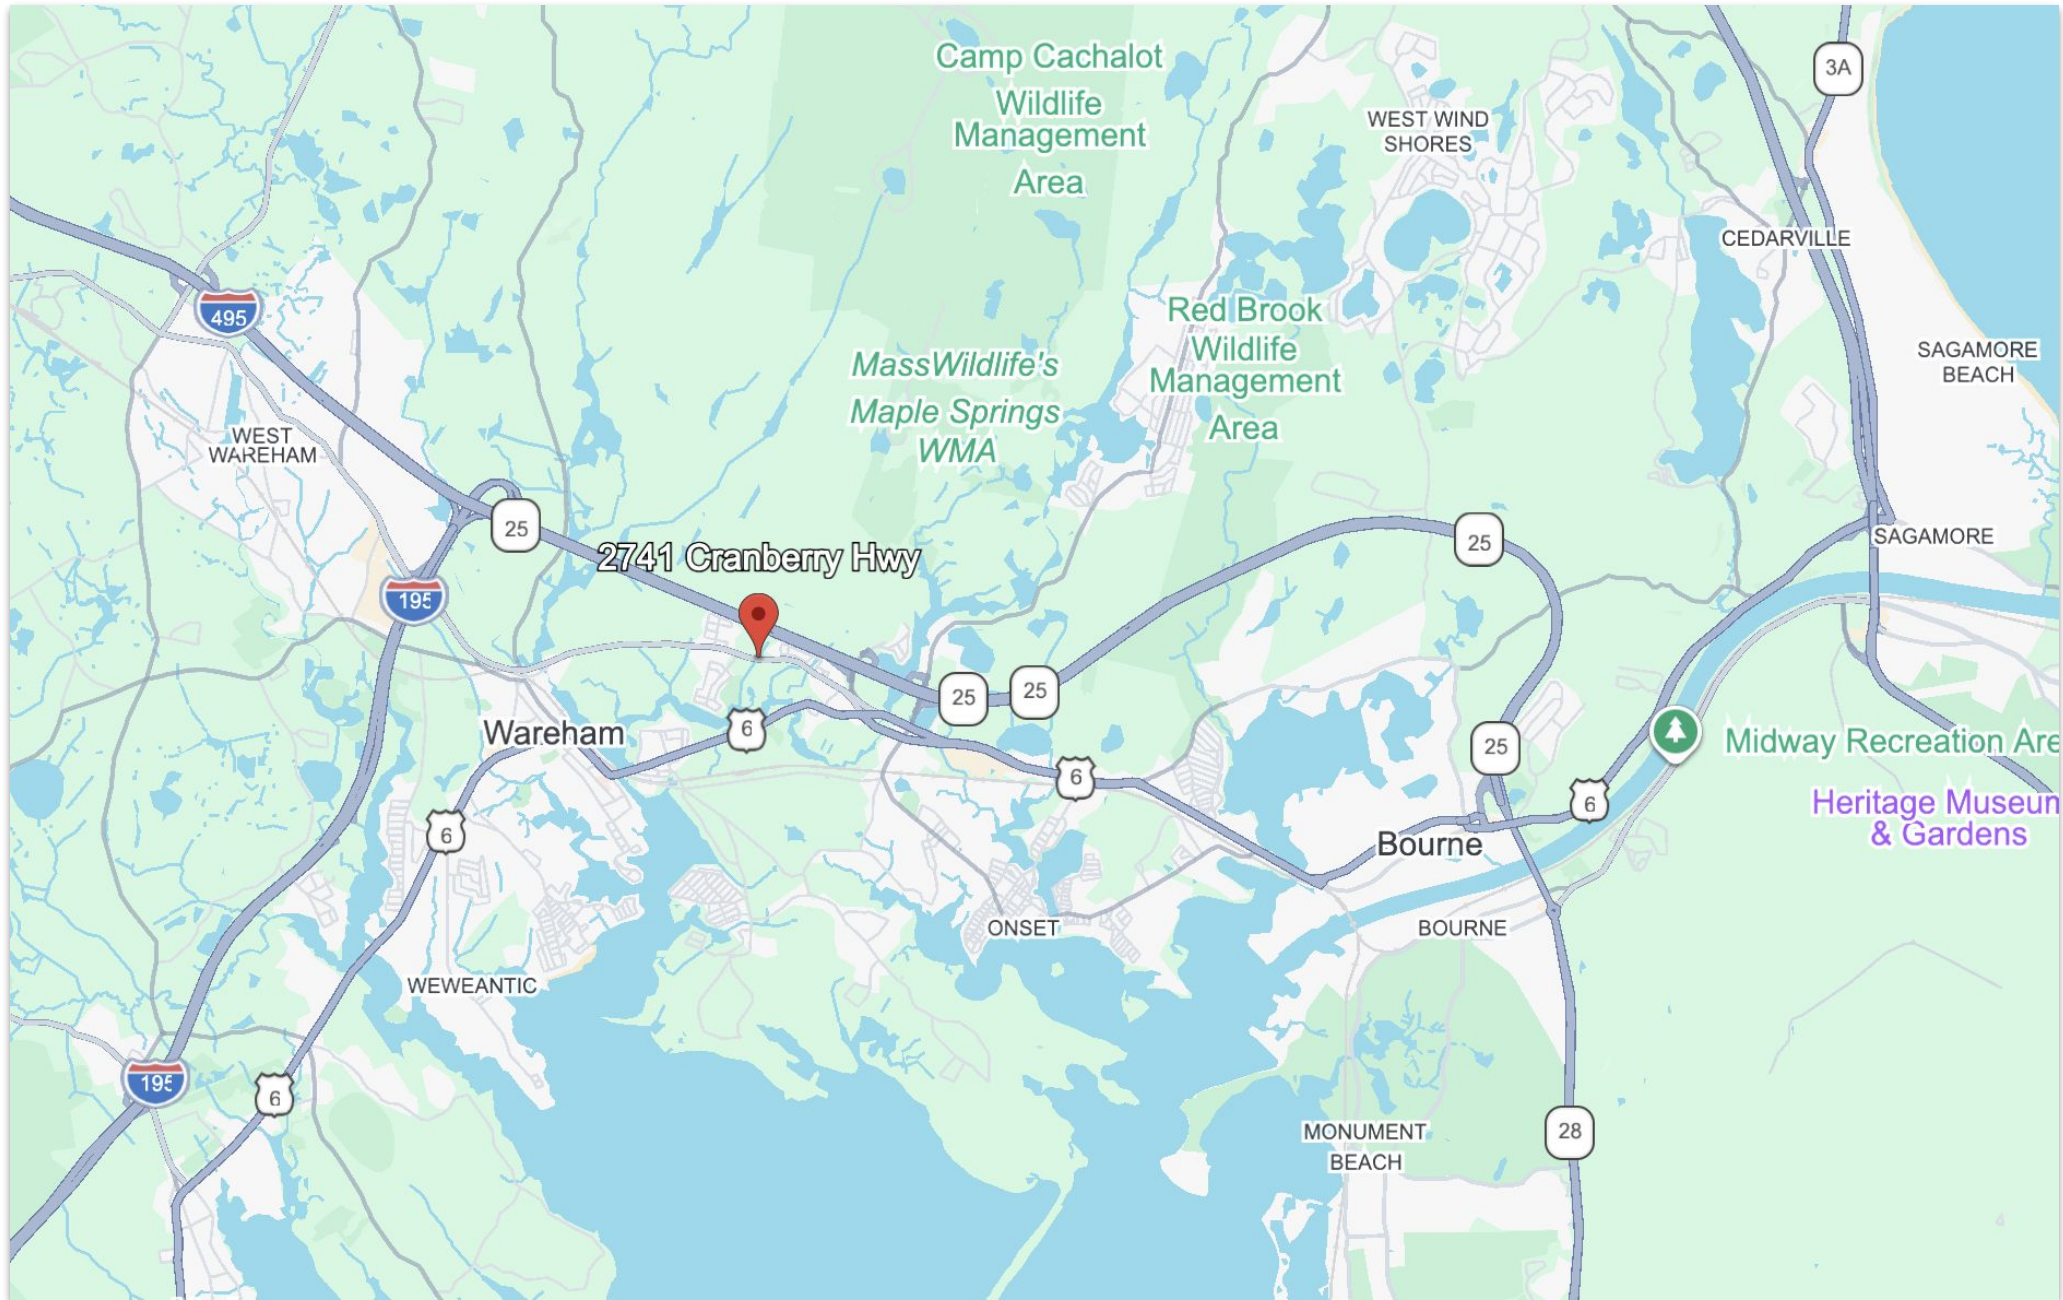 3A
Camp Cachalot
Wildlife
Management
Area
WEST WIND
SHORES
CEDARVILLE
495
Red Brook
Wildlife
Management
Area
MassWildlife's
Maple Springs
WMA
SAGAMORE
BEACH
WEST
WAREHAM
25
25
SAGAMORE
2741 Cranberry Hwy
195
25
25
6
Wareham
25
Midway Recreation Are
6
6
Heritage Museum
& Gardens
6
Bourne
ONSET
BOURNE
WEWEANTIC
195
6
MONUMENT
BEACH
28